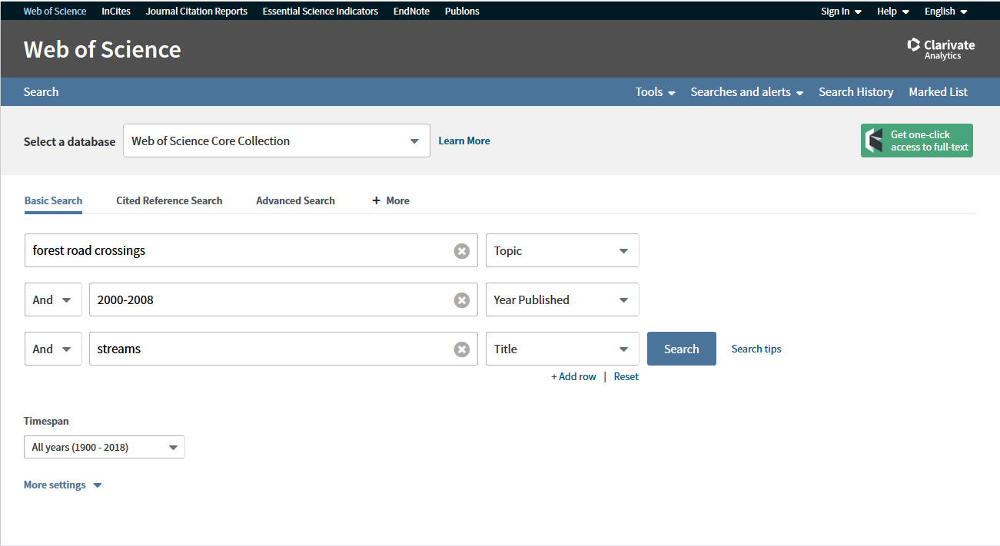 Web of Science InCites Journal Citation Reports Essential Science Indicators EndNote Publons Sign In Help English
Web of Science
Clarivate
Analytics
Search Tools Searches and alerts Search History Marked List
Select a database Web of Science Core Collection Learn More
Get one-click
access to full-text
Basic Search Cited Reference Search Advanced Search + More
forest road crossings Topic
And 2000-2008 Year Published
And streams Title Search Search tips
+ Add row | Reset
Timespan
All years (1900 - 2018)
More settings